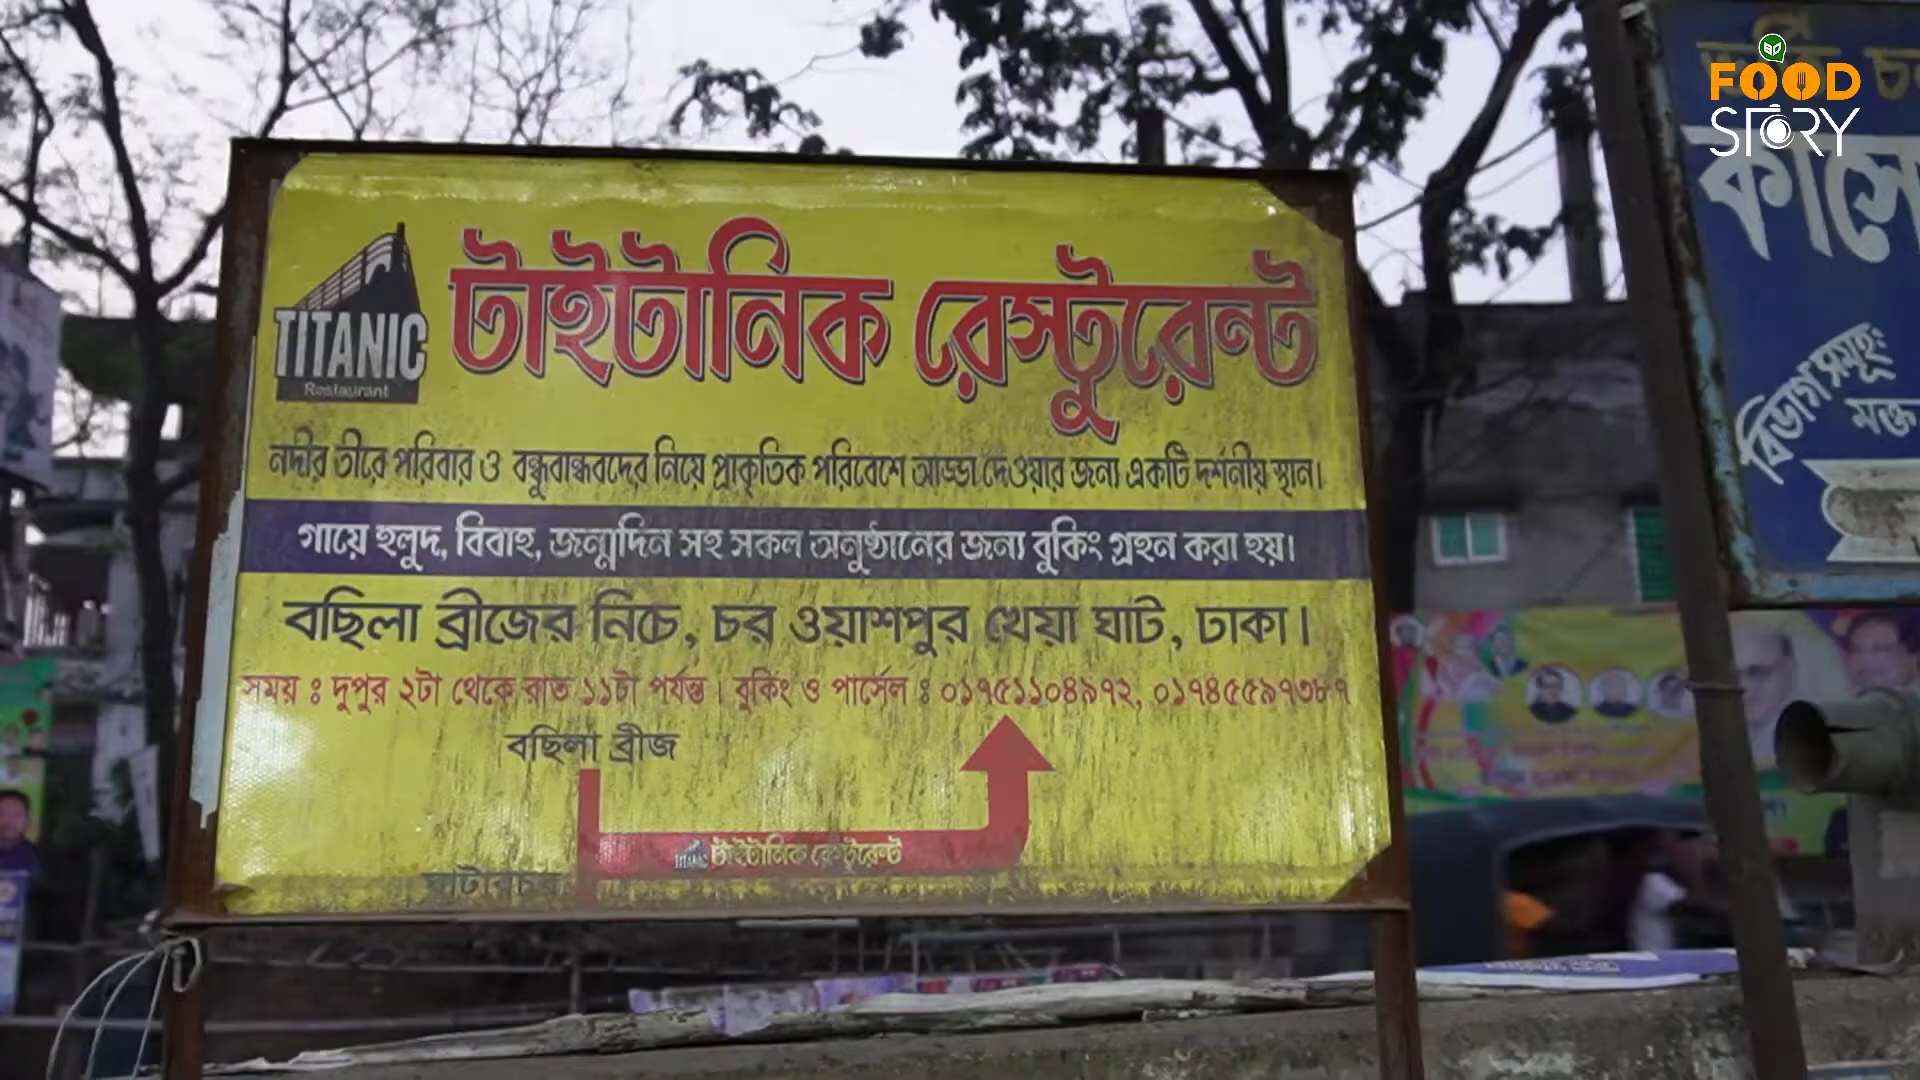 TITANIC
Restaurant
টাইটানিক রেস্টুরেন্ট
নদীর তীরে পরিবার ও বন্ধুবান্ধবদের নিয়ে প্রাকৃতিক পরিবেশে আড্ডা দেওয়ার জন্য একটি দর্শনীয় স্থান।
গায়ে হলুদ, বিবাহ, জন্মদিন সহ সকল অনুষ্ঠানের জন্য বুকিং গ্রহন করা হয়।
বছিলা ব্রীজের নিচে, চর ওয়াশপুর খেয়া ঘাট, ঢাকা।
সময় ঃ দুপুর ২টা থেকে রাত ১১টা পর্যন্ত। বুকিং ও পার্সেল ঃ ০১৭৫১১০৪৯৭২, ০১৭৪৫৫৯৭৩৮৭
বছিলা ব্রীজ
টাইটানিক রেস্টুরেন্ট
FOOD
STORY
বিভাগ সমূহঃ